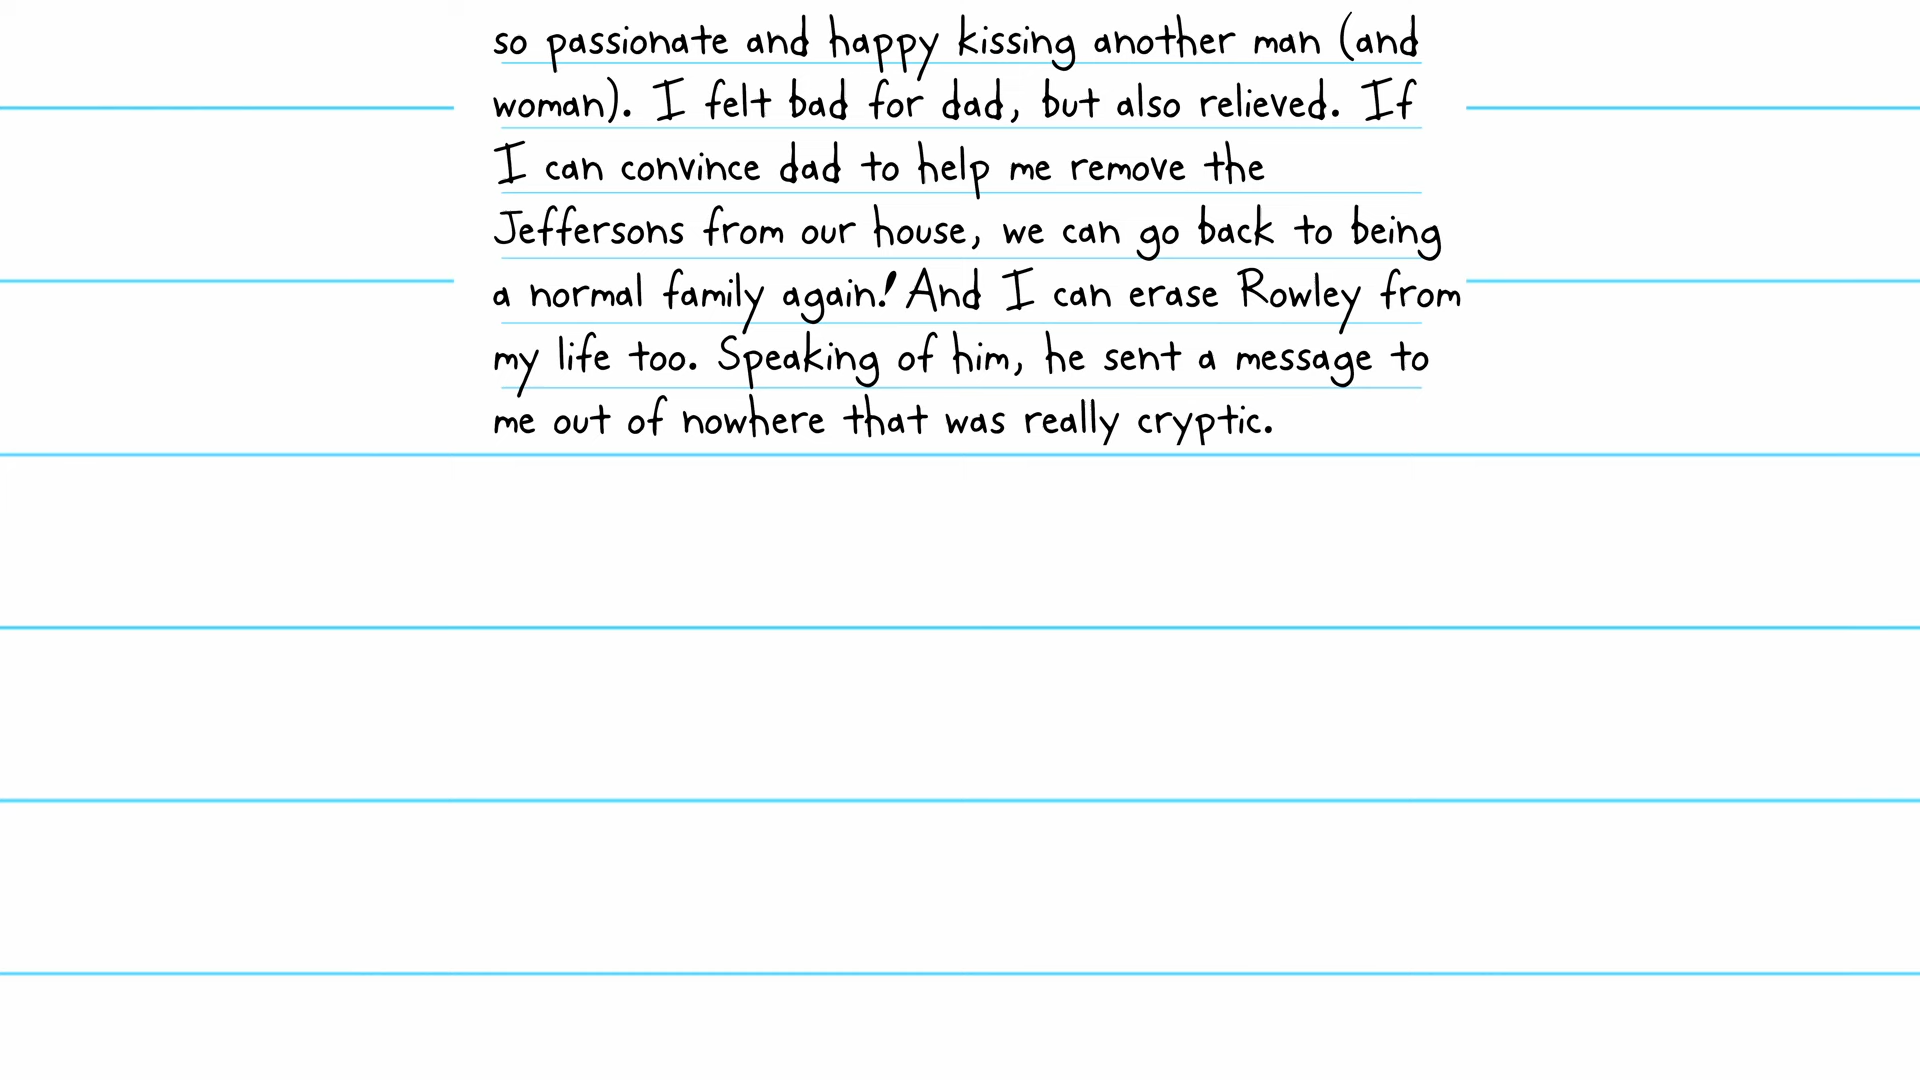 so passionate and happy kissing another man (and
woman). I felt bad for dad, but also relieved. If
I can convince dad to help me remove the
Jeffersons from our house, we can go back to being
a normal family again! And I can erase Rowley from
my life too. Speaking of him, he sent a message to
me out of nowhere that was really cryptic.